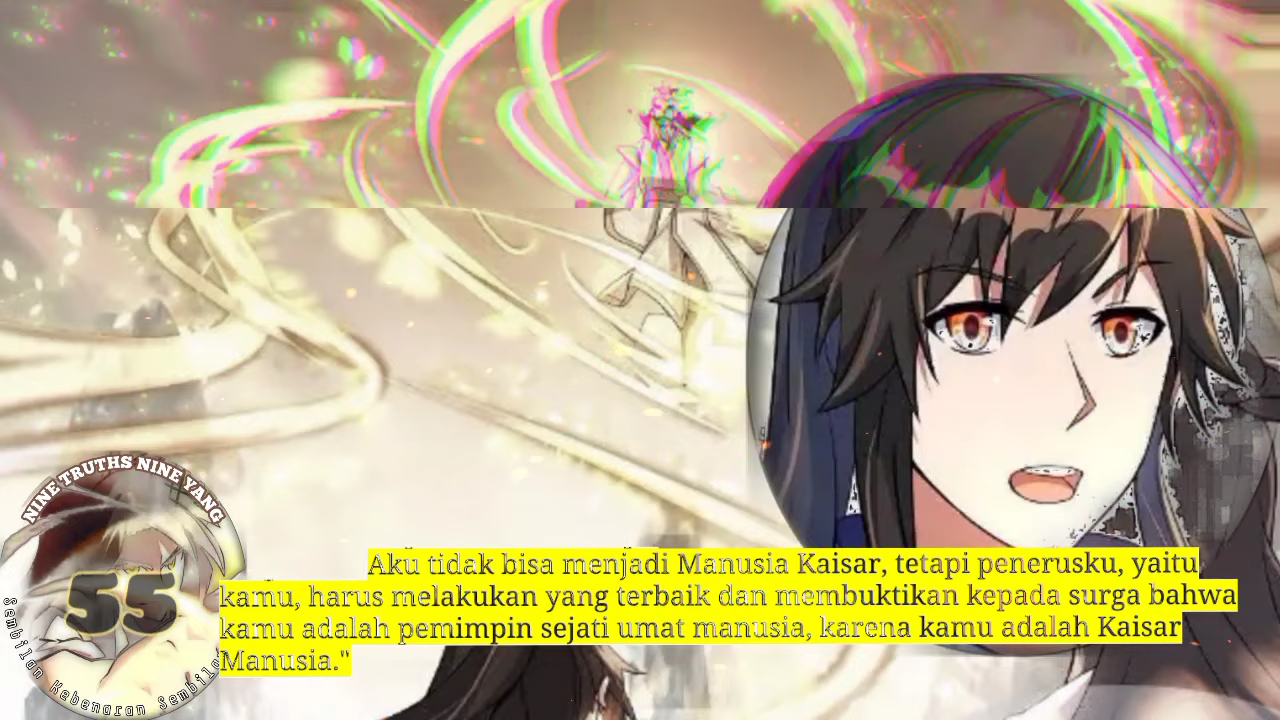 NINE TRUTHS NINE YANG
55
Sembilan Kebenaran Sembila
Aku tidak bisa menjadi Manusia Kaisar, tetapi penerusku, yaitu
kamu, harus melakukan yang terbaik dan membuktikan kepada surga bahwa
kamu adalah pemimpin sejati umat manusia, karena kamu adalah Kaisar
Manusia."